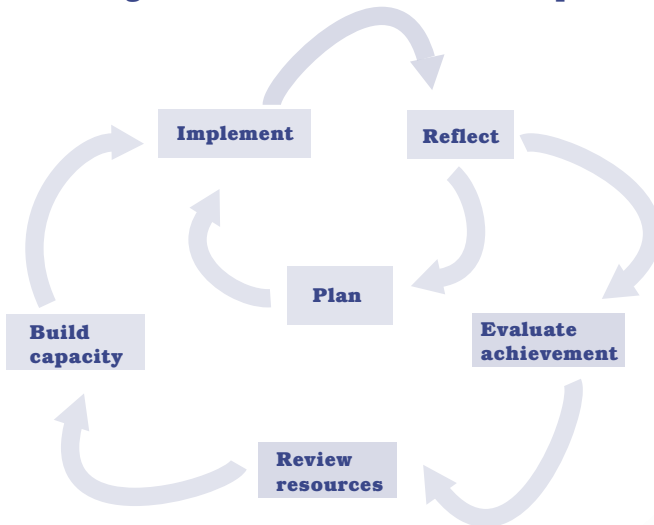 Implement
Reflect
Plan
Build
capacity
Evaluate
achievement
Review
resources